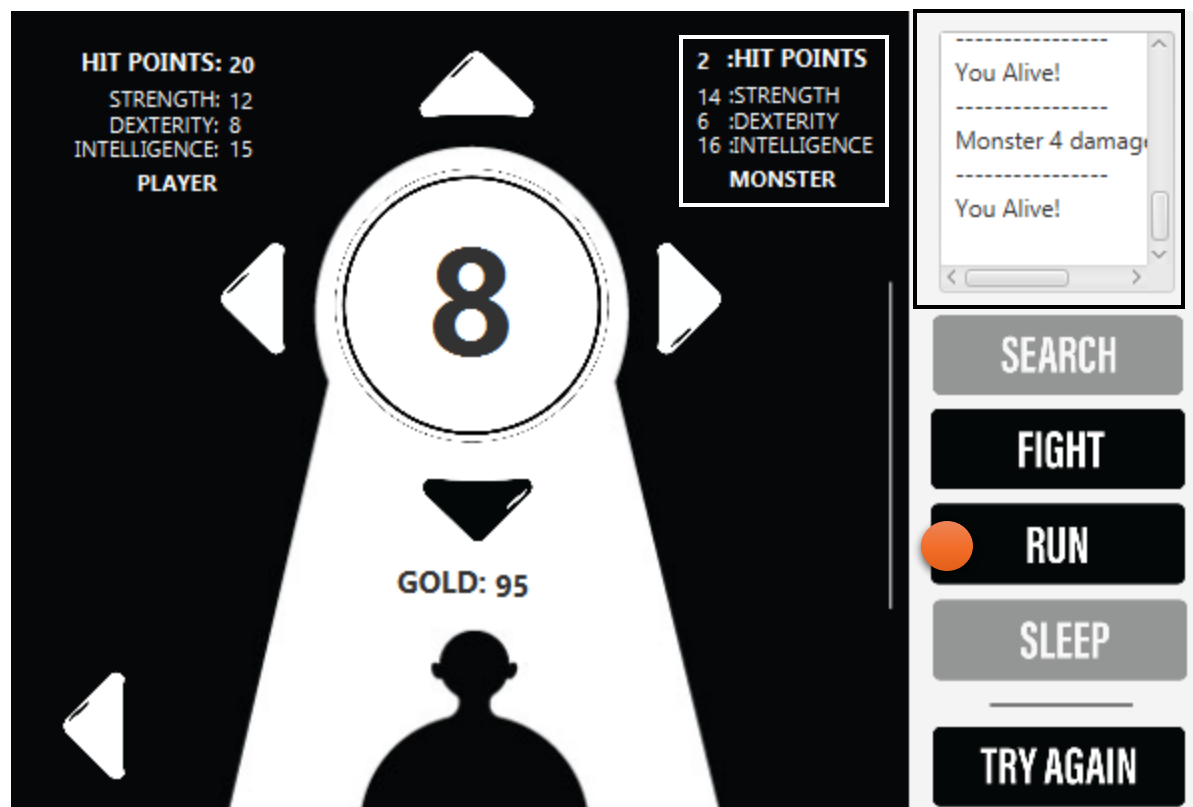 HIT POINTS: 20
STRENGTH: 12
DEXTERITY: 8
INTELLIGENCE: 15
PLAYER
2 :HIT POINTS
14 :STRENGTH
6 :DEXTERITY
16 :INTELLIGENCE
MONSTER
8
GOLD: 95
----------------
You Alive!
----------------
Monster 4 damag
----------------
You Alive!
SEARCH
FIGHT
RUN
SLEEP
TRY AGAIN